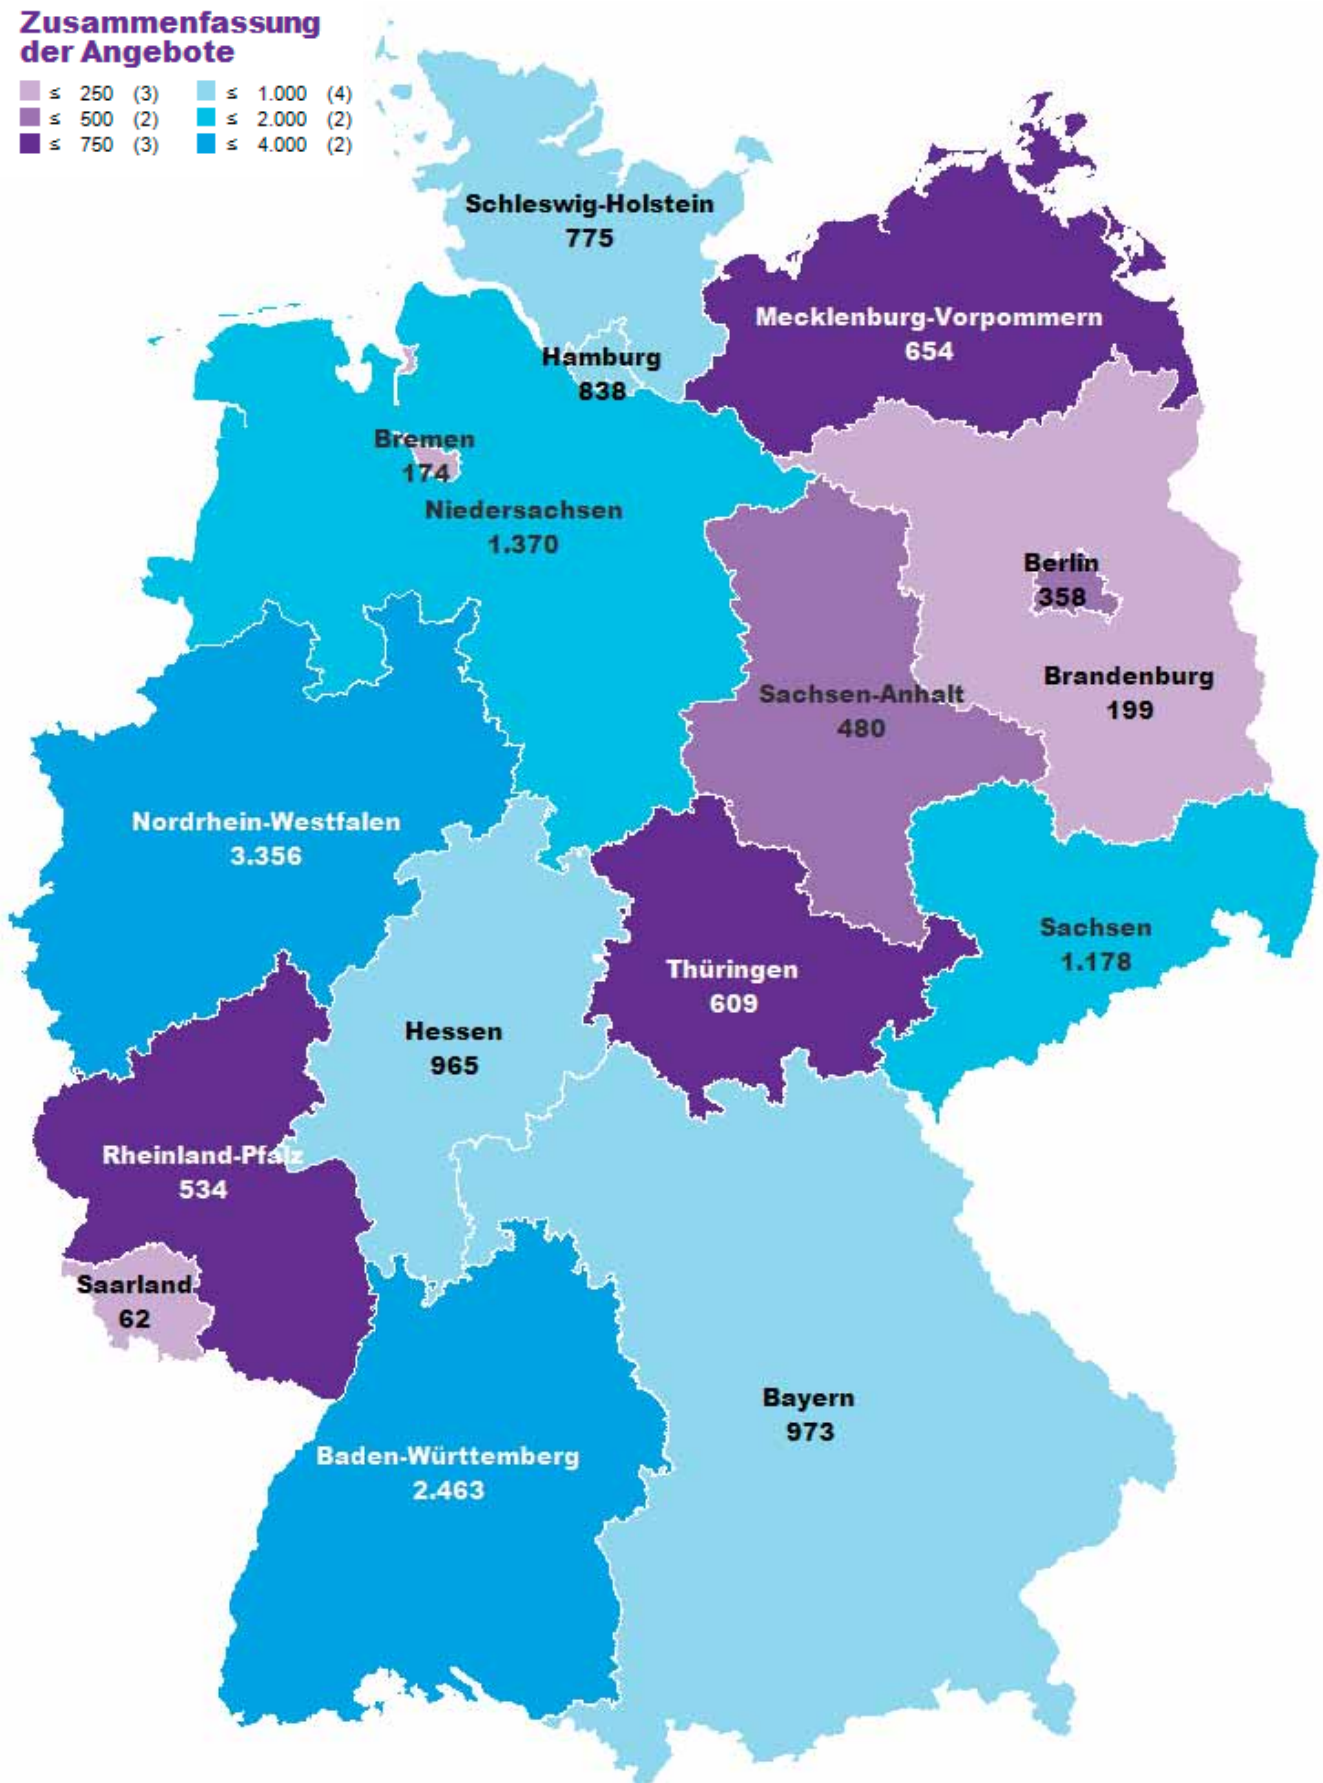 Zusammenfassung
der Angebote
≤ 250 (3) ≤ 1.000 (4)
≤ 500 (2) ≤ 2.000 (2)
≤ 750 (3) ≤ 4.000 (2)
Schleswig-Holstein
775
Mecklenburg-Vorpommern
654
Hamburg
838
Bremen
174
Niedersachsen
1.370
Berlin
358
Brandenburg
199
Sachsen-Anhalt
480
Nordrhein-Westfalen
3.356
Sachsen
1.178
Thüringen
609
Hessen
965
Rheinland-Pfalz
534
Saarland
62
Bayern
973
Baden-Württemberg
2.463